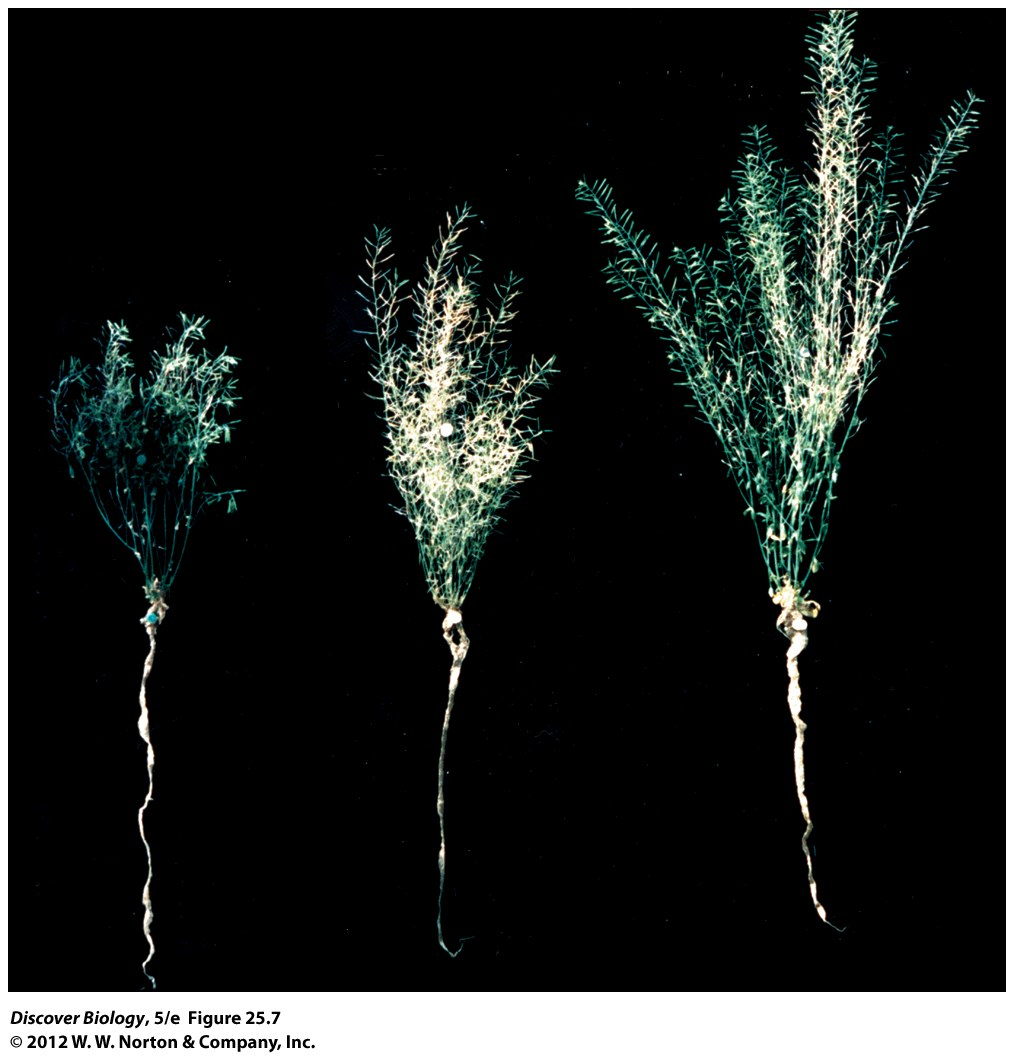 Discover Biology, 5/e Figure 25.7
© 2012 W. W. Norton & Company, Inc.